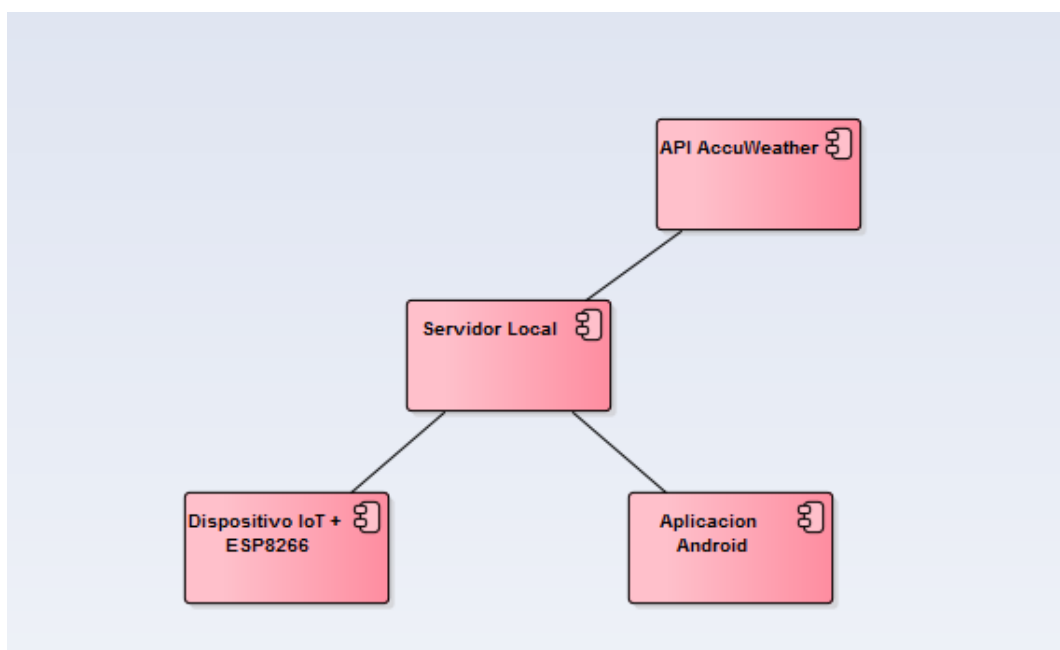 API AccuWeather
Servidor Local
Dispositivo IoT +
ESP8266
Aplicacion
Android